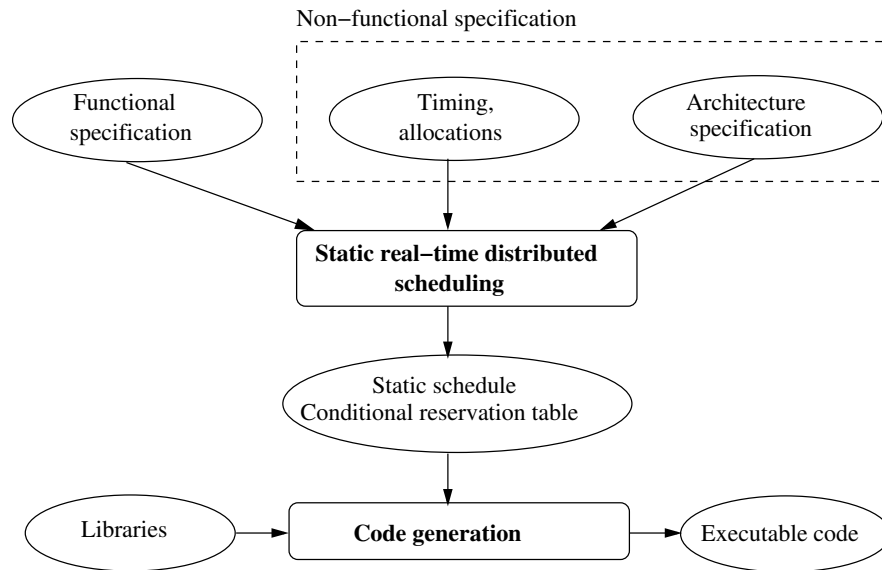 Non−functional specification
Functional
specification
Timing,
allocations
Architecture
specification
Static real−time distributed
scheduling
Static schedule
Conditional reservation table
Libraries
Code generation
Executable code